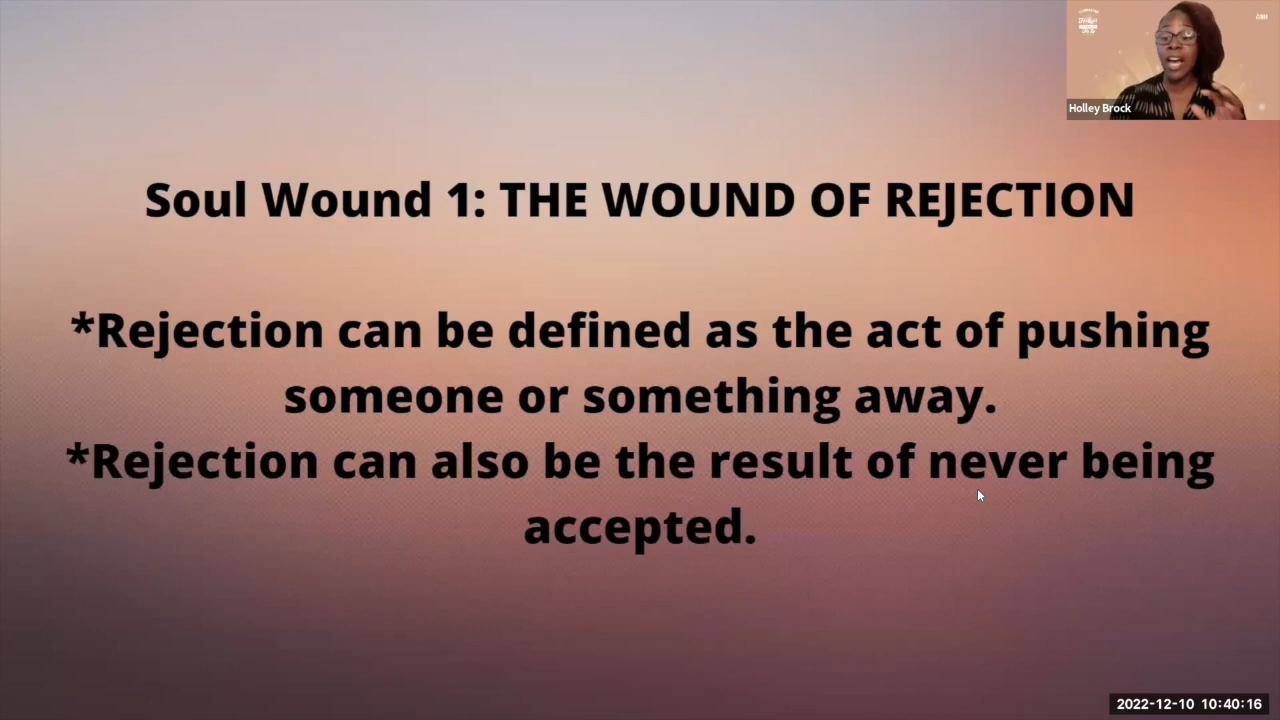 Holley Brock
Soul Wound 1: THE WOUND OF REJECTION
*Rejection can be defined as the act of pushing
someone or something away.
*Rejection can also be the result of never being
accepted.
2022-12-10 10:40:16